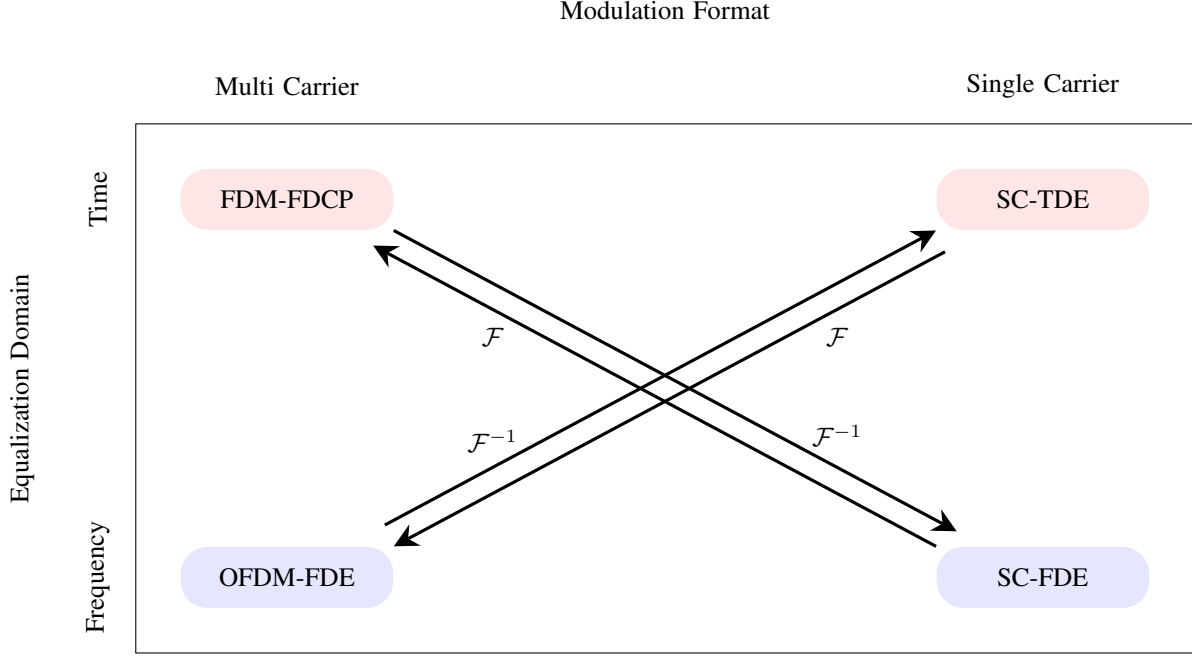 Modulation Format
Multi Carrier
Single Carrier
Equalization Domain
Time
Frequency
FDM-FDCP
SC-TDE
ℱ
ℱ
ℱ⁻¹
ℱ⁻¹
OFDM-FDE
SC-FDE